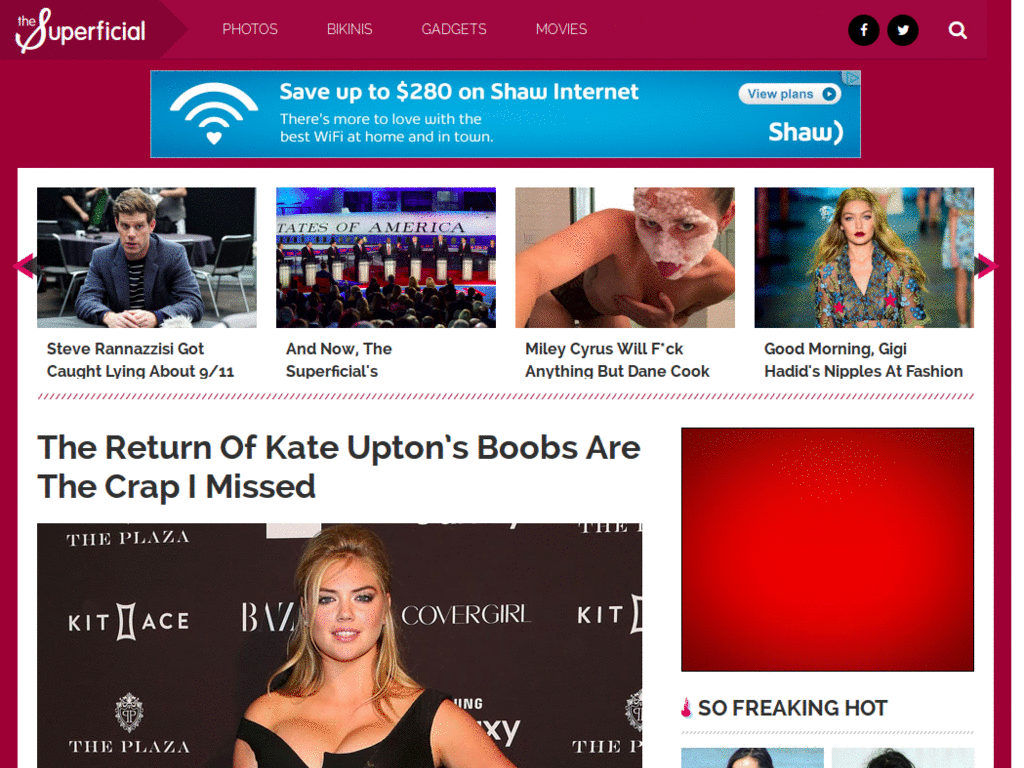 the Superficial
PHOTOS BIKINIS GADGETS MOVIES
Save up to $280 on Shaw Internet
There's more to love with the
best WiFi at home and in town.
View plans
Shaw)
STATES OF AMERICA
Steve Rannazzisi Got
Caught Lying About 9/11
And Now, The
Superficial's
Miley Cyrus Will F*ck
Anything But Dane Cook
Good Morning, Gigi
Hadid's Nipples At Fashion
The Return Of Kate Upton's Boobs Are
The Crap I Missed
THE PLAZA
KIT ACE
BAZ
COVERGIRL
KIT
THE PLAZA
THE PLAZA
SO FREAKING HOT